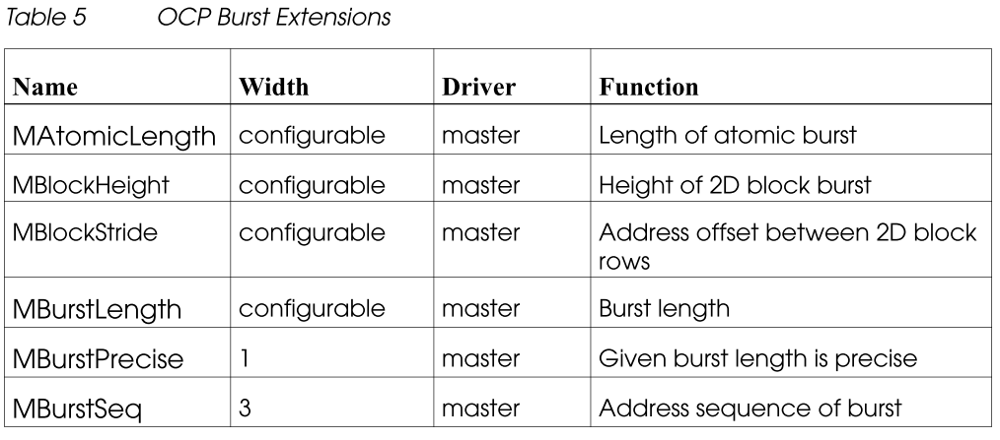 Table 5 OCP Burst Extensions
Name Width Driver Function
MAtomicLength configurable master Length of atomic burst
MBlockHeight configurable master Height of 2D block burst
MBlockStride configurable master Address offset between 2D block
rows
MBurstLength configurable master Burst length
MBurstPrecise 1 master Given burst length is precise
MBurstSeq 3 master Address sequence of burst